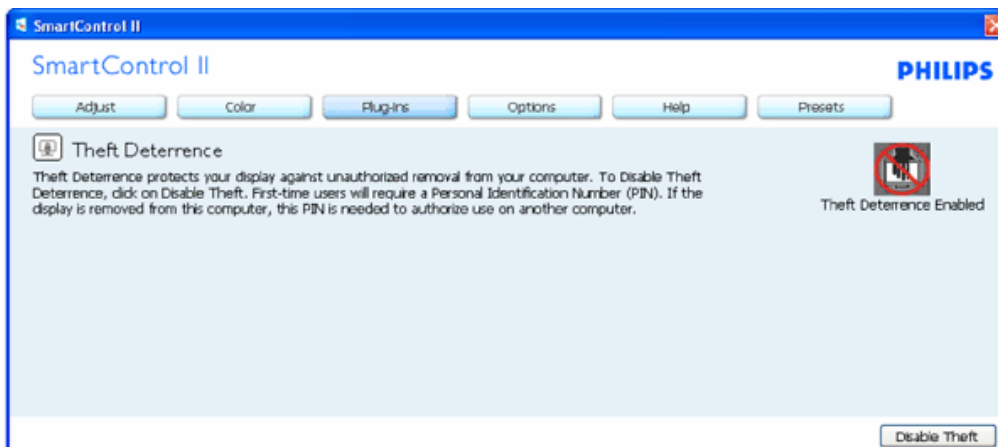 SmartControl II
SmartControl II
PHILIPS
Adjust
Color
Plug-Ins
Options
Help
Presets
Theft Deterrence
Theft Deterrence protects your display against unauthorized removal from your computer. To Disable Theft
Deterrence, click on Disable Theft. First-time users will require a Personal Identification Number (PIN). If the
display is removed from this computer, this PIN is needed to authorize use on another computer.
Theft Deterrence Enabled
Disable Theft